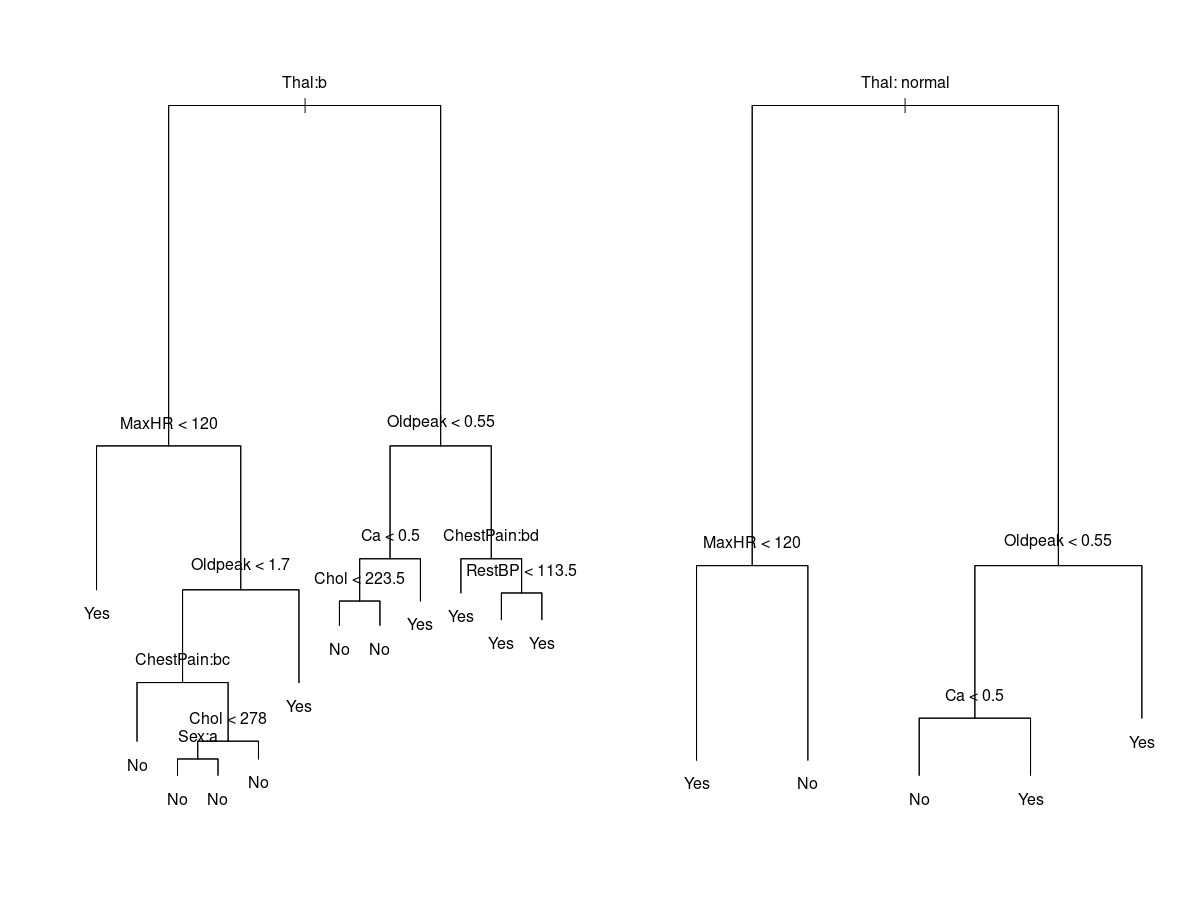 Thal:b
MaxHR < 120
Oldpeak < 0.55
Ca < 0.5
ChestPain:bd
Oldpeak < 1.7
RestBP < 113.5
Chol < 223.5
Yes
Yes
Yes
Yes
Yes
No
No
ChestPain:bc
Yes
Chol < 278
Sex:a
No
No
No
No
Thal: normal
MaxHR < 120
Oldpeak < 0.55
Ca < 0.5
Yes
Yes
No
No
Yes